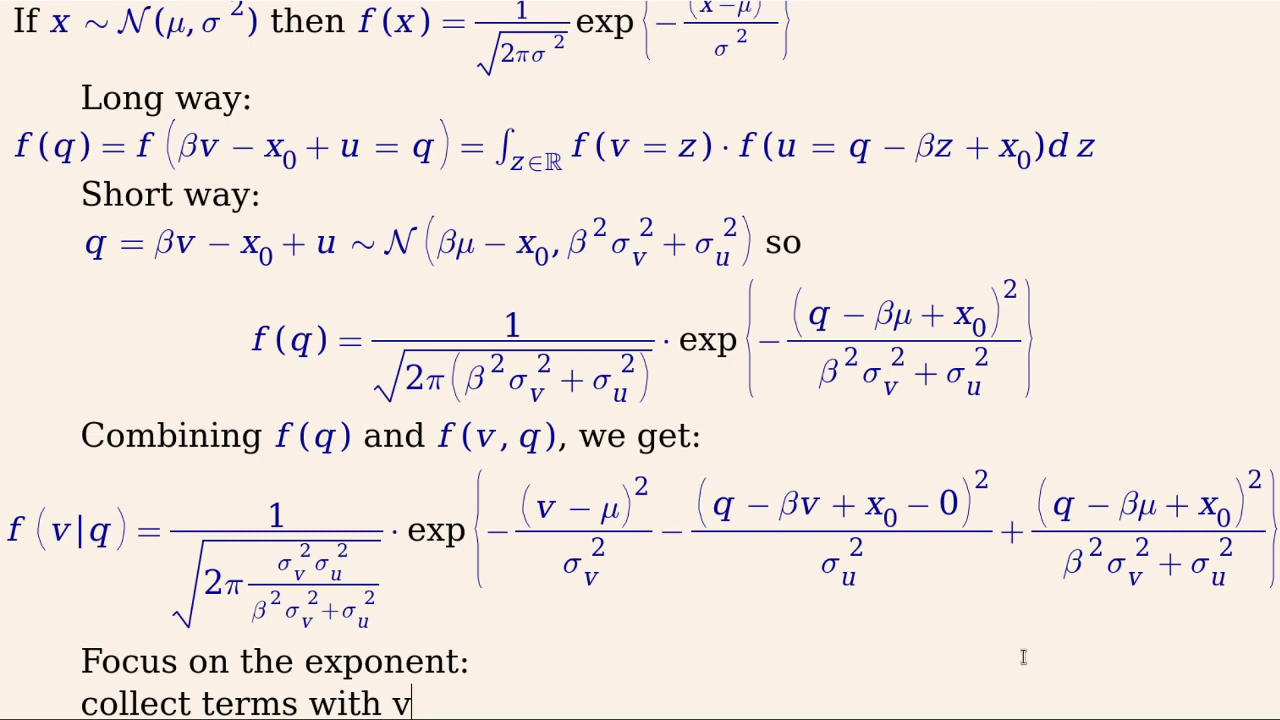 If x ∼ 𝒩(μ, σ²) then f(x) = 1/√(2πσ²) exp{−(x−μ)/σ²}
Long way:
f(q) = f(βv − x₀ + u = q) = ∫_{z∈ℝ} f(v = z) · f(u = q − βz + x₀)dz
Short way:
q = βv − x₀ + u ∼ 𝒩(βμ − x₀, β²σᵥ² + σᵤ²) so
f(q) = 1/√(2π(β²σᵥ² + σᵤ²)) · exp{−(q − βμ + x₀)²/(β²σᵥ² + σᵤ²)}
Combining f(q) and f(v, q), we get:
f(v|q) = 1/√(2π σᵥ²σᵤ²/(β²σᵥ²+σᵤ²)) · exp{−(v − μ)²/σᵥ² − (q − βv + x₀ − 0)²/σᵤ² + (q − βμ + x₀)²/(β²σᵥ² + σᵤ²)}
Focus on the exponent:
collect terms with v